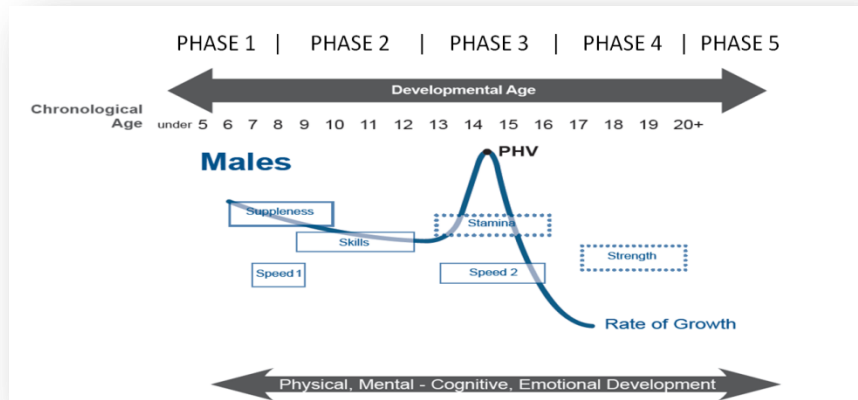 PHASE 1 | PHASE 2 | PHASE 3 | PHASE 4 | PHASE 5
Developmental Age
Chronological
Age
under 5 6 7 8 9 10 11 12 13 14 15 16 17 18 19 20+
Males
PHV
Suppleness
Stamina
Skills
Strength
Speed 1
Speed 2
Rate of Growth
Physical, Mental - Cognitive, Emotional Development